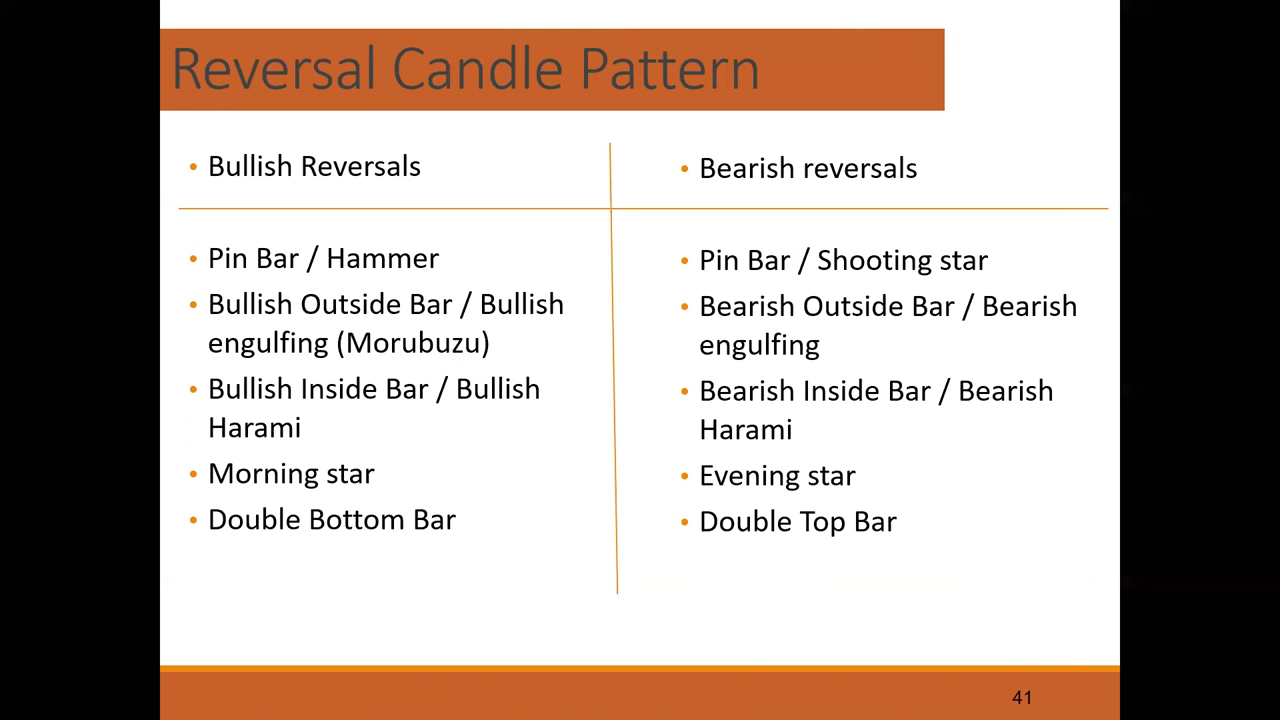 Reversal Candle Pattern
• Bullish Reversals
• Pin Bar / Hammer
• Bullish Outside Bar / Bullish
engulfing (Morubuzu)
• Bullish Inside Bar / Bullish
Harami
• Morning star
• Double Bottom Bar
• Bearish reversals
• Pin Bar / Shooting star
• Bearish Outside Bar / Bearish
engulfing
• Bearish Inside Bar / Bearish
Harami
• Evening star
• Double Top Bar
41